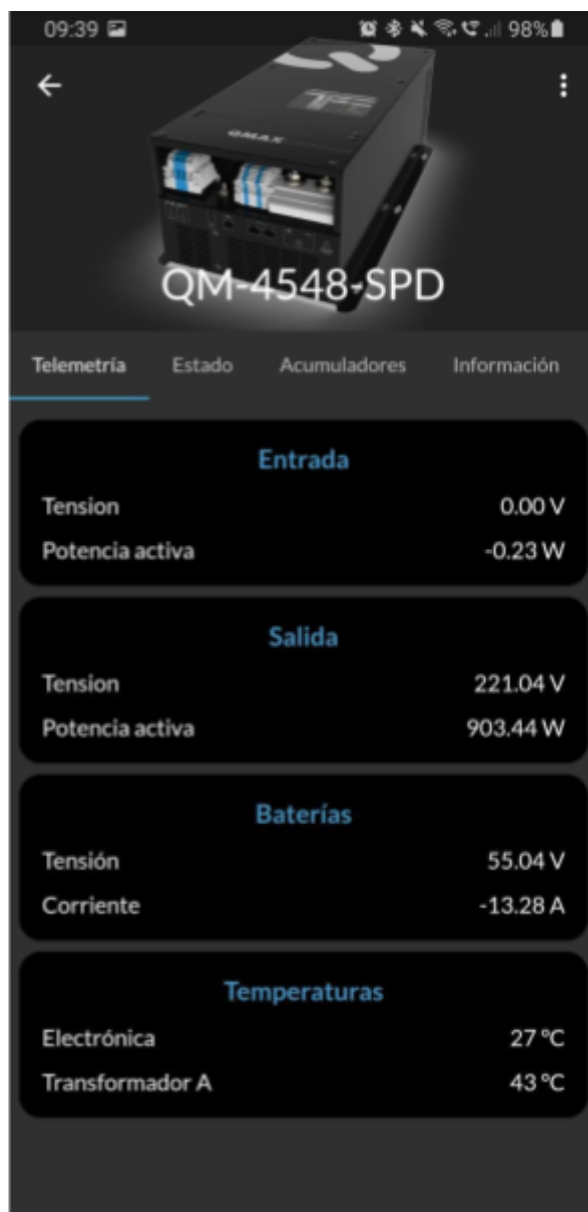 09:39 98%
QMAX
QM-4548-SPD
Telemetría Estado Acumuladores Información
Entrada
Tension 0.00 V
Potencia activa -0.23 W
Salida
Tension 221.04 V
Potencia activa 903.44 W
Baterías
Tensión 55.04 V
Corriente -13.28 A
Temperaturas
Electrónica 27 °C
Transformador A 43 °C